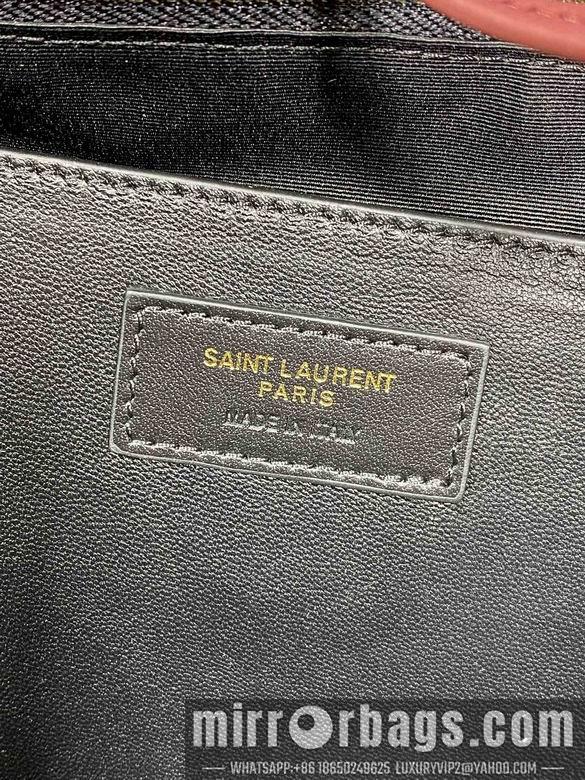 SAINT LAURENT
PARIS
MADE IN ITALY
mirrorbags.com
WHATSAPP:+86 18650249625 LUXURYVIP2@YAHOO.COM